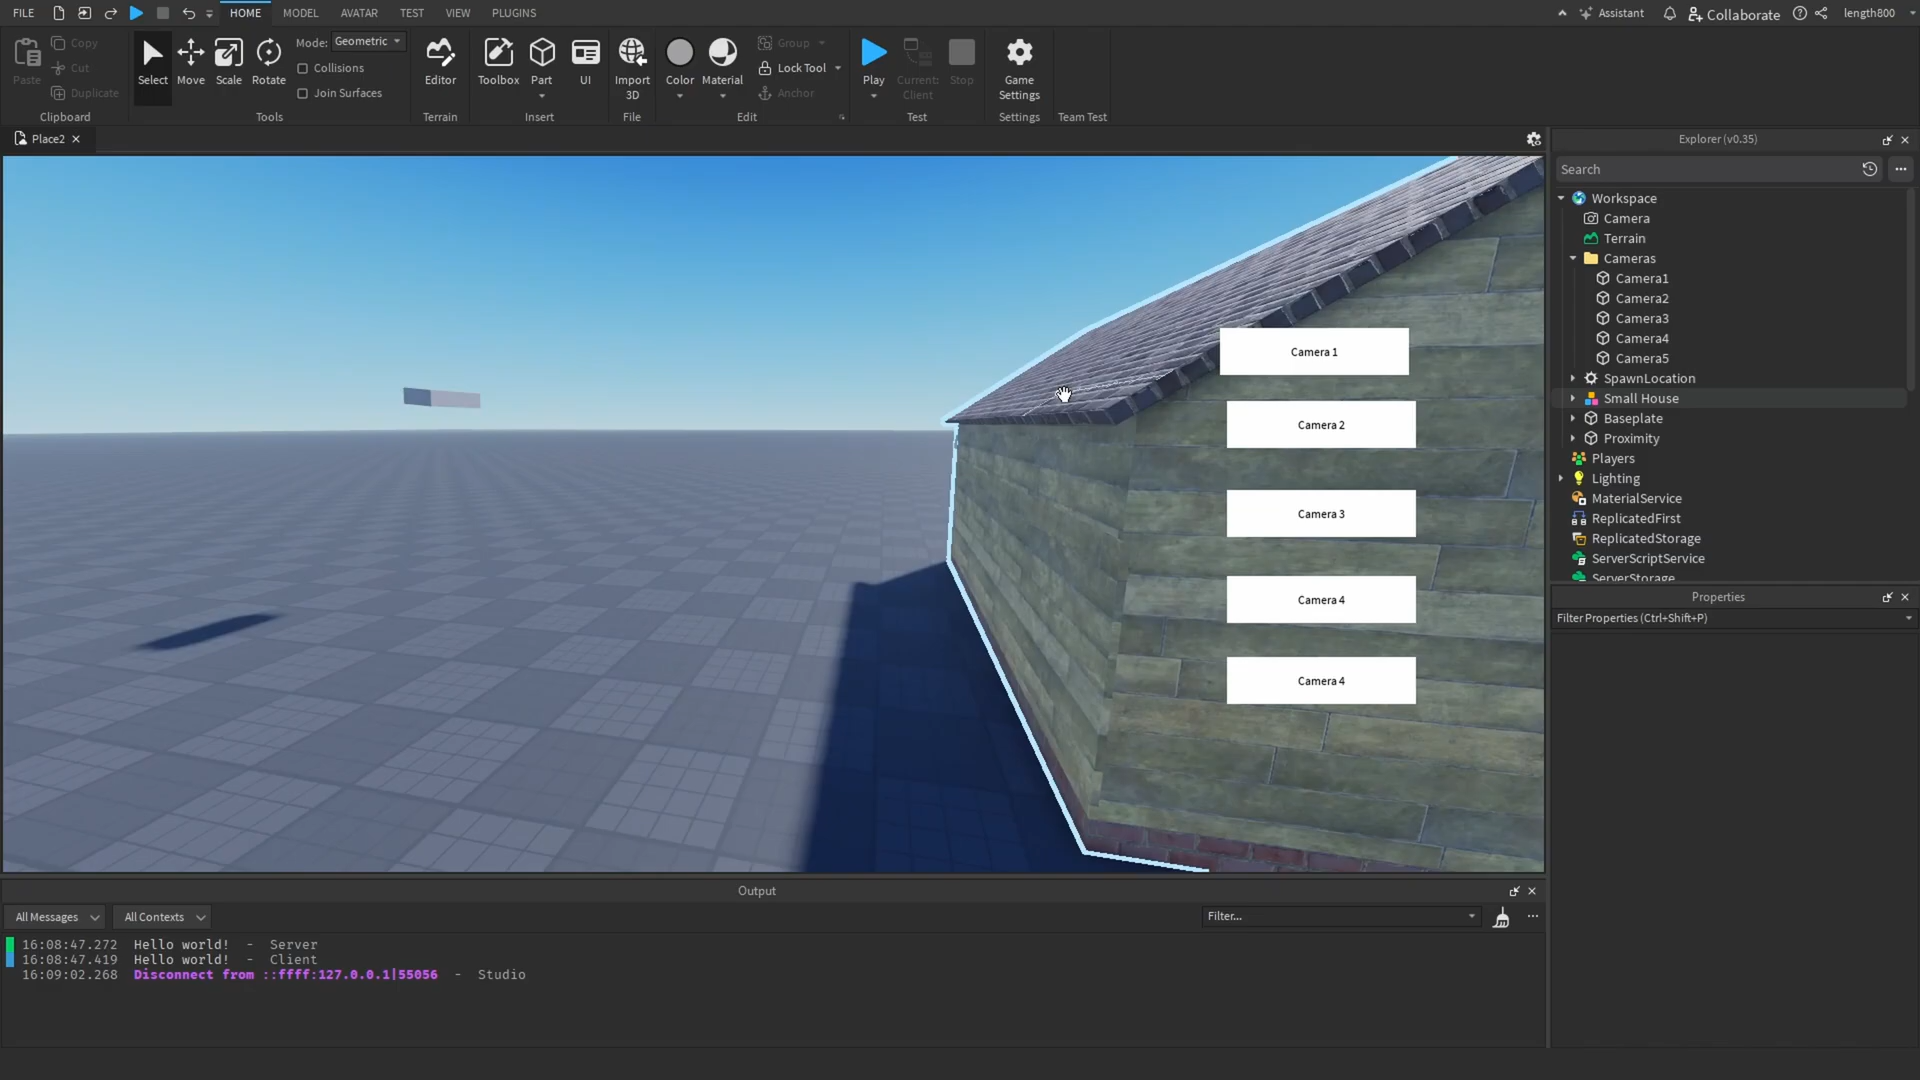 FILE HOME MODEL AVATAR TEST VIEW PLUGINS Assistant Collaborate length800
Paste Copy Cut Duplicate Clipboard
Select Move Scale Rotate Mode: Geometric Collisions Join Surfaces Tools
Editor Terrain
Toolbox Part UI Insert
Import 3D File
Color Material Group Lock Tool Anchor Edit
Play Current: Client Stop Test
Game Settings Settings
Team Test
Place2
Camera 1
Camera 2
Camera 3
Camera 4
Camera 4
Explorer (v0.35)
Search
Workspace
Camera
Terrain
Cameras
Camera1
Camera2
Camera3
Camera4
Camera5
SpawnLocation
Small House
Baseplate
Proximity
Players
Lighting
MaterialService
ReplicatedFirst
ReplicatedStorage
ServerScriptService
ServerStorage
Properties
Filter Properties (Ctrl+Shift+P)
Output
All Messages All Contexts Filter...
16:08:47.272 Hello world! - Server
16:08:47.419 Hello world! - Client
16:09:02.268 Disconnect from ::ffff:127.0.0.1|55056 - Studio